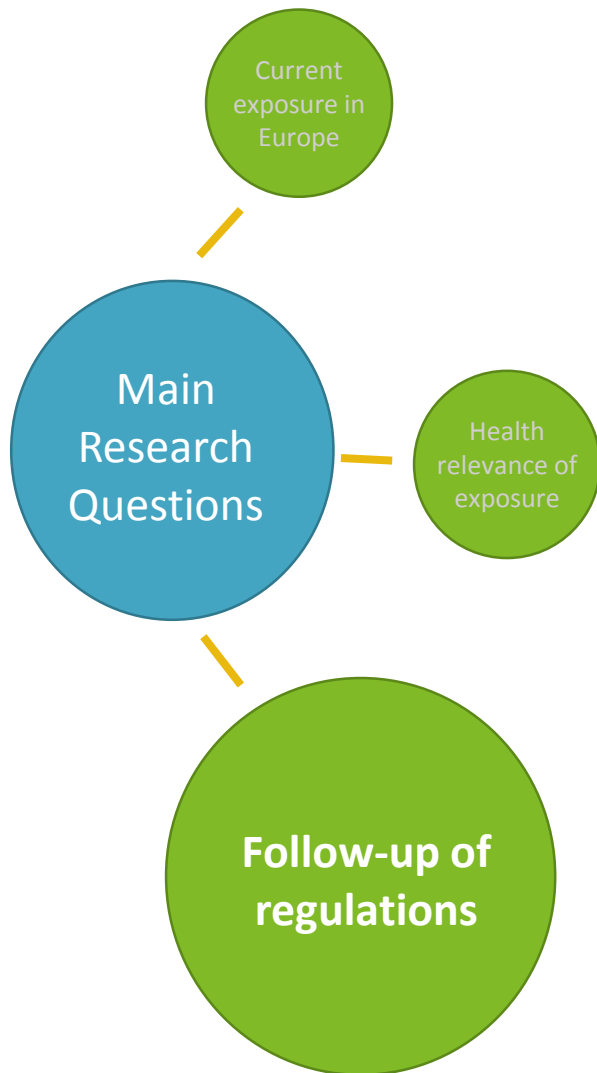 Current
exposure in
Europe
Main
Research
Questions
Health
relevance of
exposure
Follow-up of
regulations